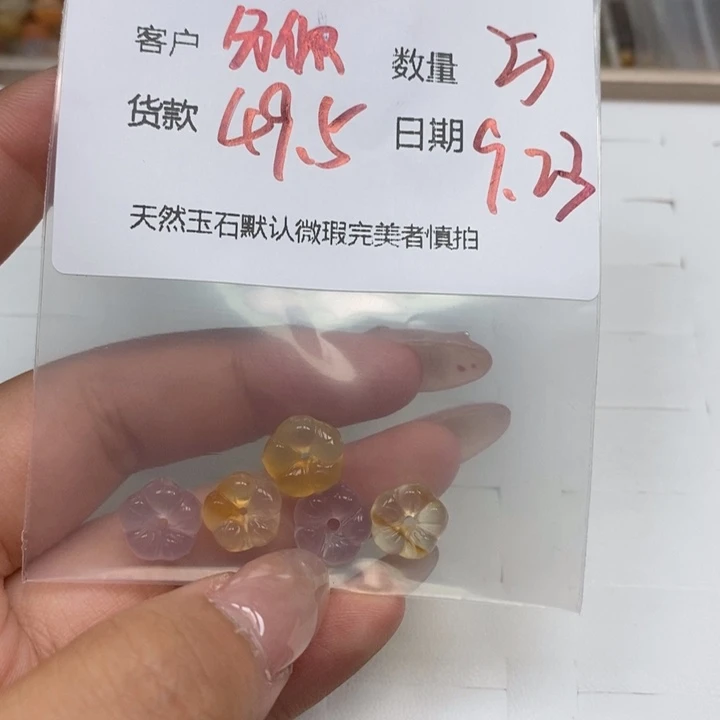 客户 数量
货款 49.5 日期 9.23
天然玉石默认微瑕完美者慎拍